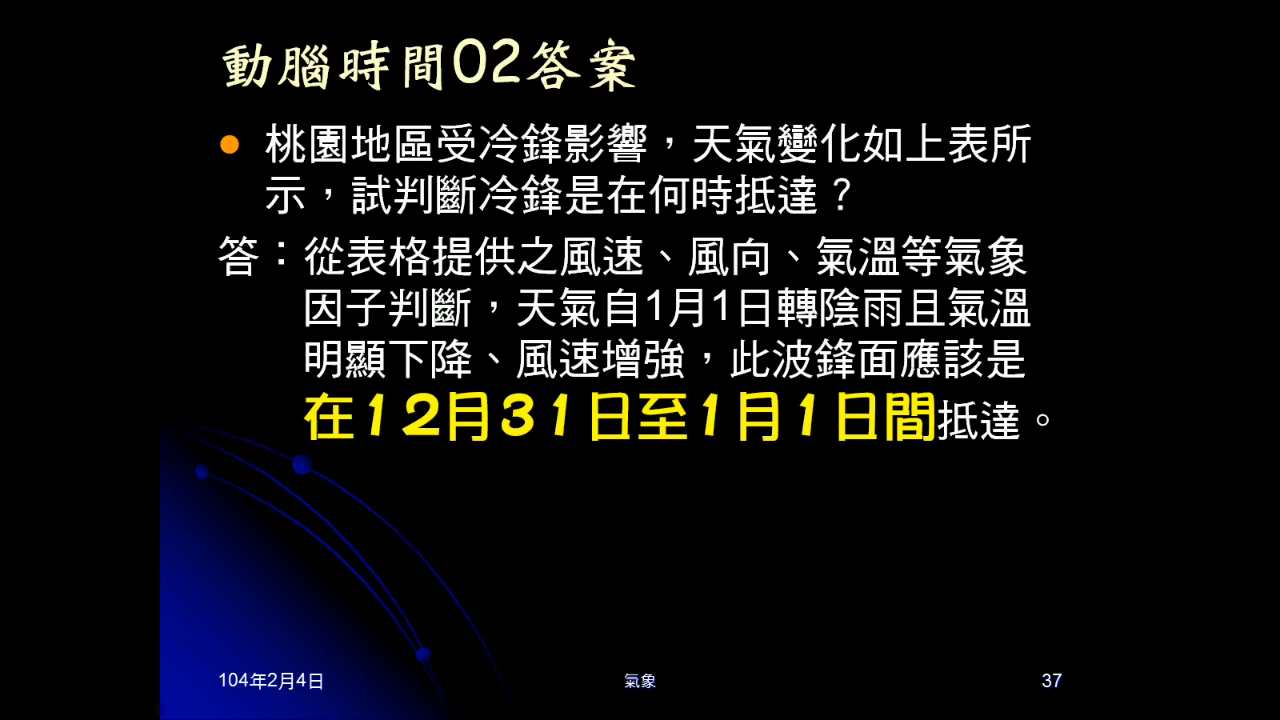 動腦時間02答案
桃園地區受冷鋒影響，天氣變化如上表所
示，試判斷冷鋒是在何時抵達？
答：從表格提供之風速、風向、氣溫等氣象
因子判斷，天氣自1月1日轉陰雨且氣溫
明顯下降、風速增強，此波鋒面應該是
在12月31日至1月1日間抵達。
104年2月4日
氣象
37